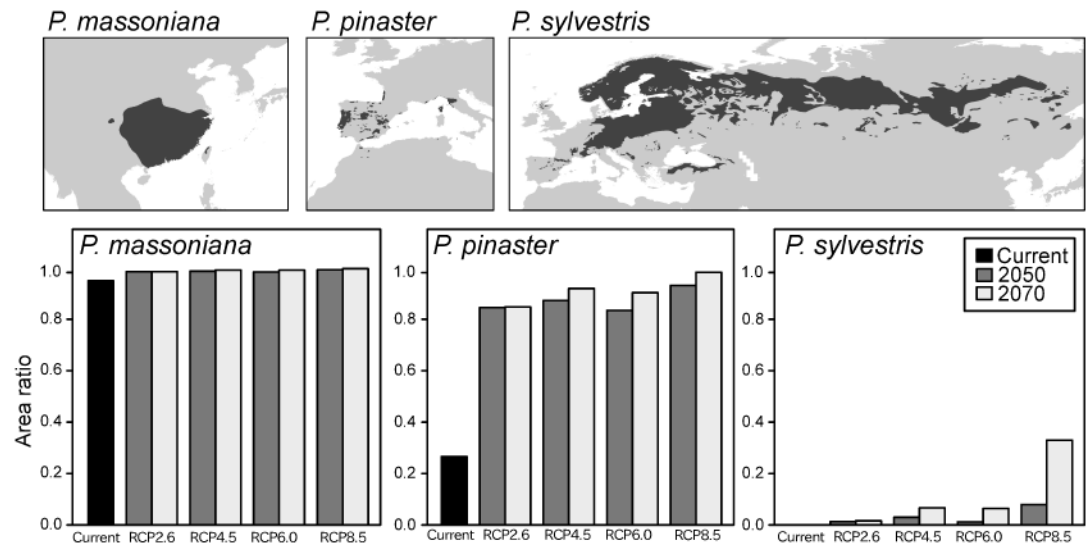 P. massoniana
P. pinaster
P. sylvestris
P. massoniana
1.0
0.8
0.6
0.4
0.2
0.0
Area ratio
Current RCP2.6 RCP4.5 RCP6.0 RCP8.5
P. pinaster
1.0
0.8
0.6
0.4
0.2
0.0
Current RCP2.6 RCP4.5 RCP6.0 RCP8.5
P. sylvestris
Current
2050
2070
1.0
0.8
0.6
0.4
0.2
0.0
Current RCP2.6 RCP4.5 RCP6.0 RCP8.5